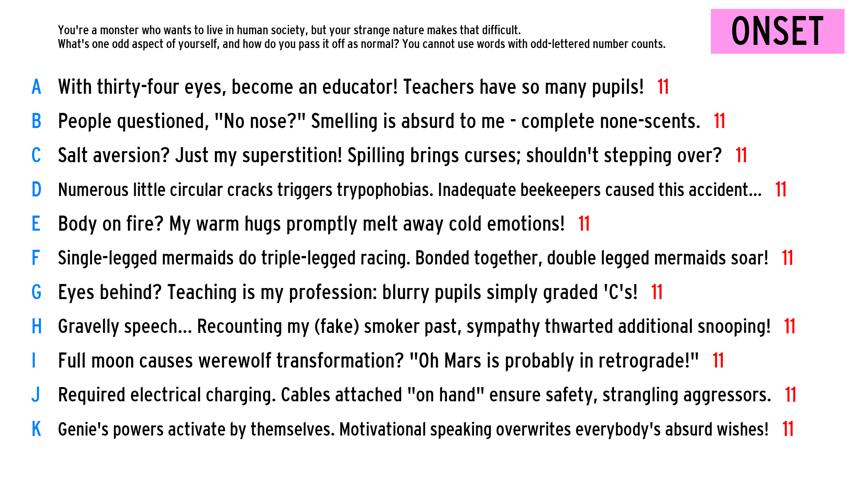 You're a monster who wants to live in human society, but your strange nature makes that difficult.
What's one odd aspect of yourself, and how do you pass it off as normal? You cannot use words with odd-lettered number counts.
ONSET
A With thirty-four eyes, become an educator! Teachers have so many pupils! 11
B People questioned, "No nose?" Smelling is absurd to me - complete none-scents. 11
C Salt aversion? Just my superstition! Spilling brings curses; shouldn't stepping over? 11
D Numerous little circular cracks triggers trypophobias. Inadequate beekeepers caused this accident... 11
E Body on fire? My warm hugs promptly melt away cold emotions! 11
F Single-legged mermaids do triple-legged racing. Bonded together, double legged mermaids soar! 11
G Eyes behind? Teaching is my profession: blurry pupils simply graded 'C's! 11
H Gravelly speech... Recounting my (fake) smoker past, sympathy thwarted additional snooping! 11
I Full moon causes werewolf transformation? "Oh Mars is probably in retrograde!" 11
J Required electrical charging. Cables attached "on hand" ensure safety, strangling aggressors. 11
K Genie's powers activate by themselves. Motivational speaking overwrites everybody's absurd wishes! 11